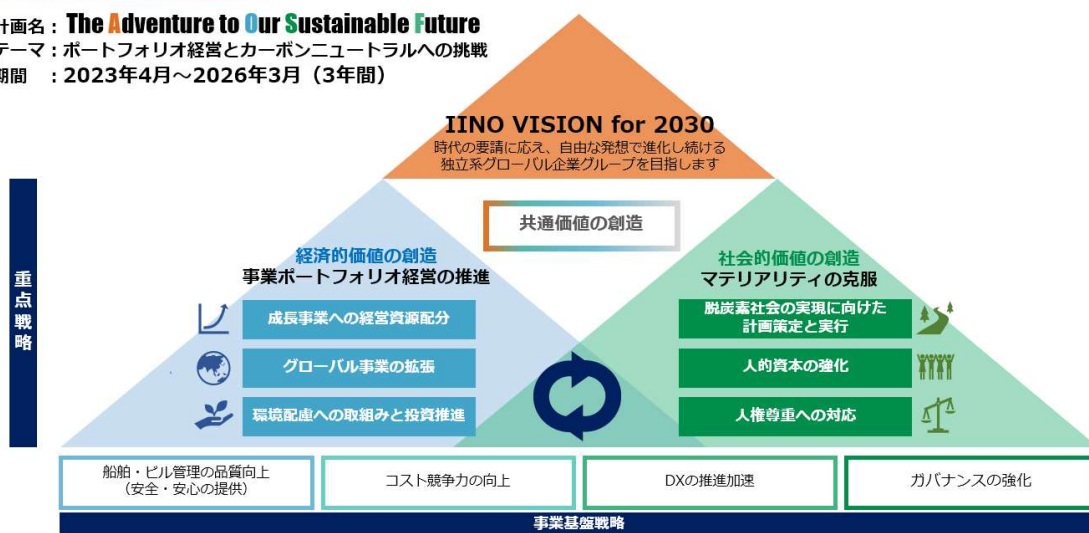 計画名：The Adventure to Our Sustainable Future
テーマ：ポートフォリオ経営とカーボンニュートラルへの挑戦
期間　：2023年4月～2026年3月（3年間）
IINO VISION for 2030
時代の要請に応え、自由な発想で進化し続ける
独立系グローバル企業グループを目指します
共通価値の創造
重点戦略
経済的価値の創造
事業ポートフォリオ経営の推進
成長事業への経営資源配分
グローバル事業の拡張
環境配慮への取組みと投資推進
社会的価値の創造
マテリアリティの克服
脱炭素社会の実現に向けた
計画策定と実行
人的資本の強化
人権尊重への対応
船舶・ビル管理の品質向上
（安全・安心の提供）
コスト競争力の向上
DXの推進加速
ガバナンスの強化
事業基盤戦略